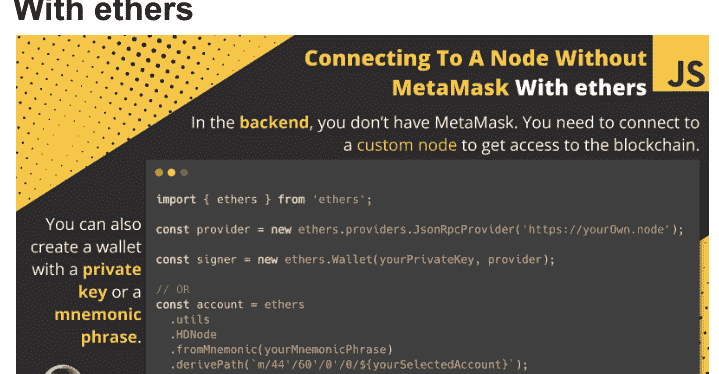 With ethers
Connecting To A Node Without
MetaMask With ethers
JS
In the backend, you don't have MetaMask. You need to connect to
a custom node to get access to the blockchain.
You can also
create a wallet
with a private
key or a
mnemonic
phrase.
import { ethers } from 'ethers';
const provider = new ethers.providers.JsonRpcProvider('https://yourOwn.node');
const signer = new ethers.Wallet(yourPrivateKey, provider);
// OR
const account = ethers
.utils
.HDNode
.fromMnemonic(yourMnemonicPhrase)
.derivePath(`m/44'/60'/0'/0/${yourSelectedAccount}`);